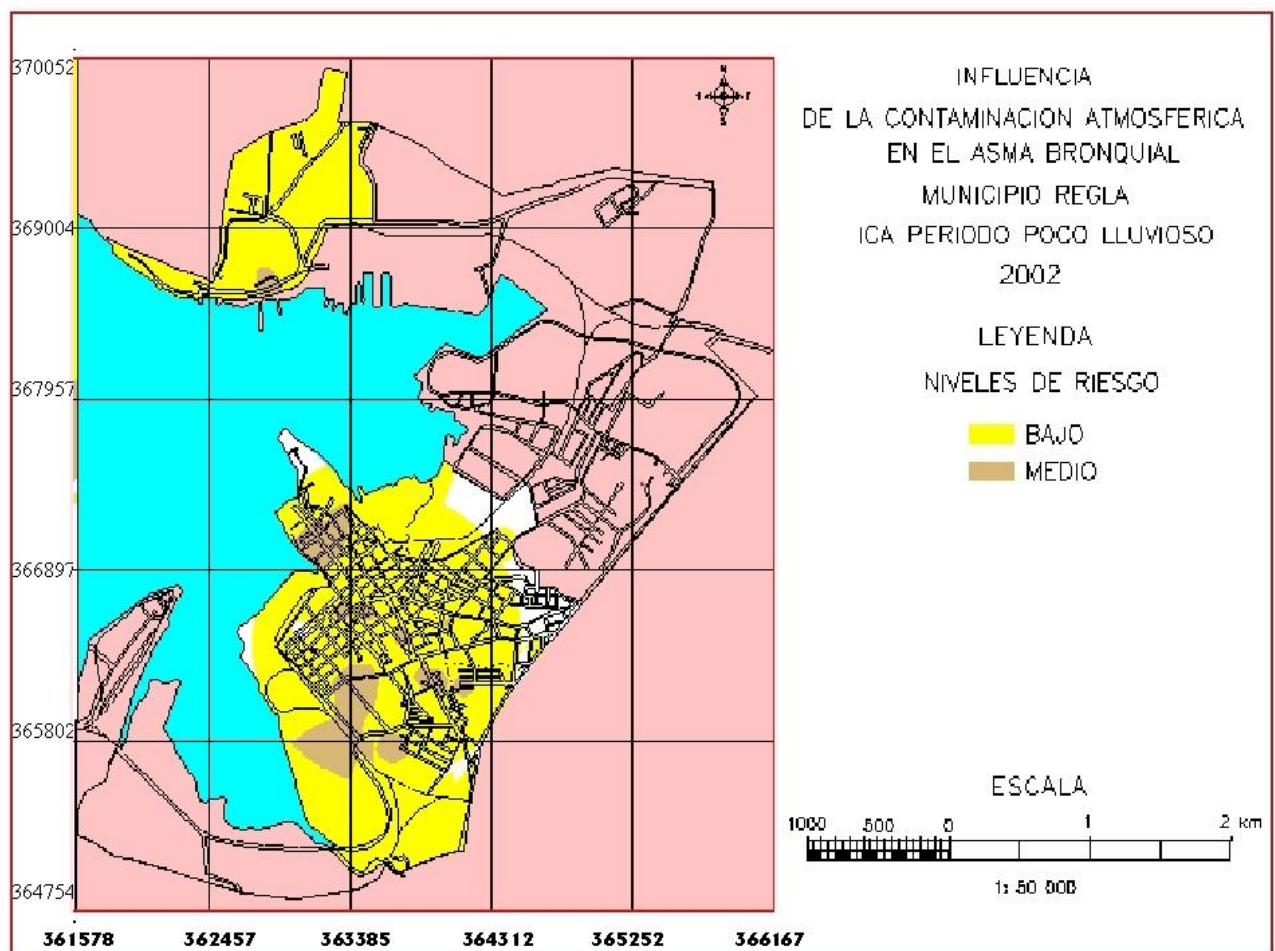 INFLUENCIA
DE LA CONTAMINACION ATMOSFERICA
EN EL ASMA BRONQUIAL
MUNICIPIO REGLA
ICA PERIODO POCO LLUVIOSO
2002
LEYENDA
NIVELES DE RIESGO
BAJO
MEDIO
ESCALA
1000 500 0 1 2 km
1: 50 000
370052
369004
367957
366897
365802
364754
361578 362457 363385 364312 365252 366167